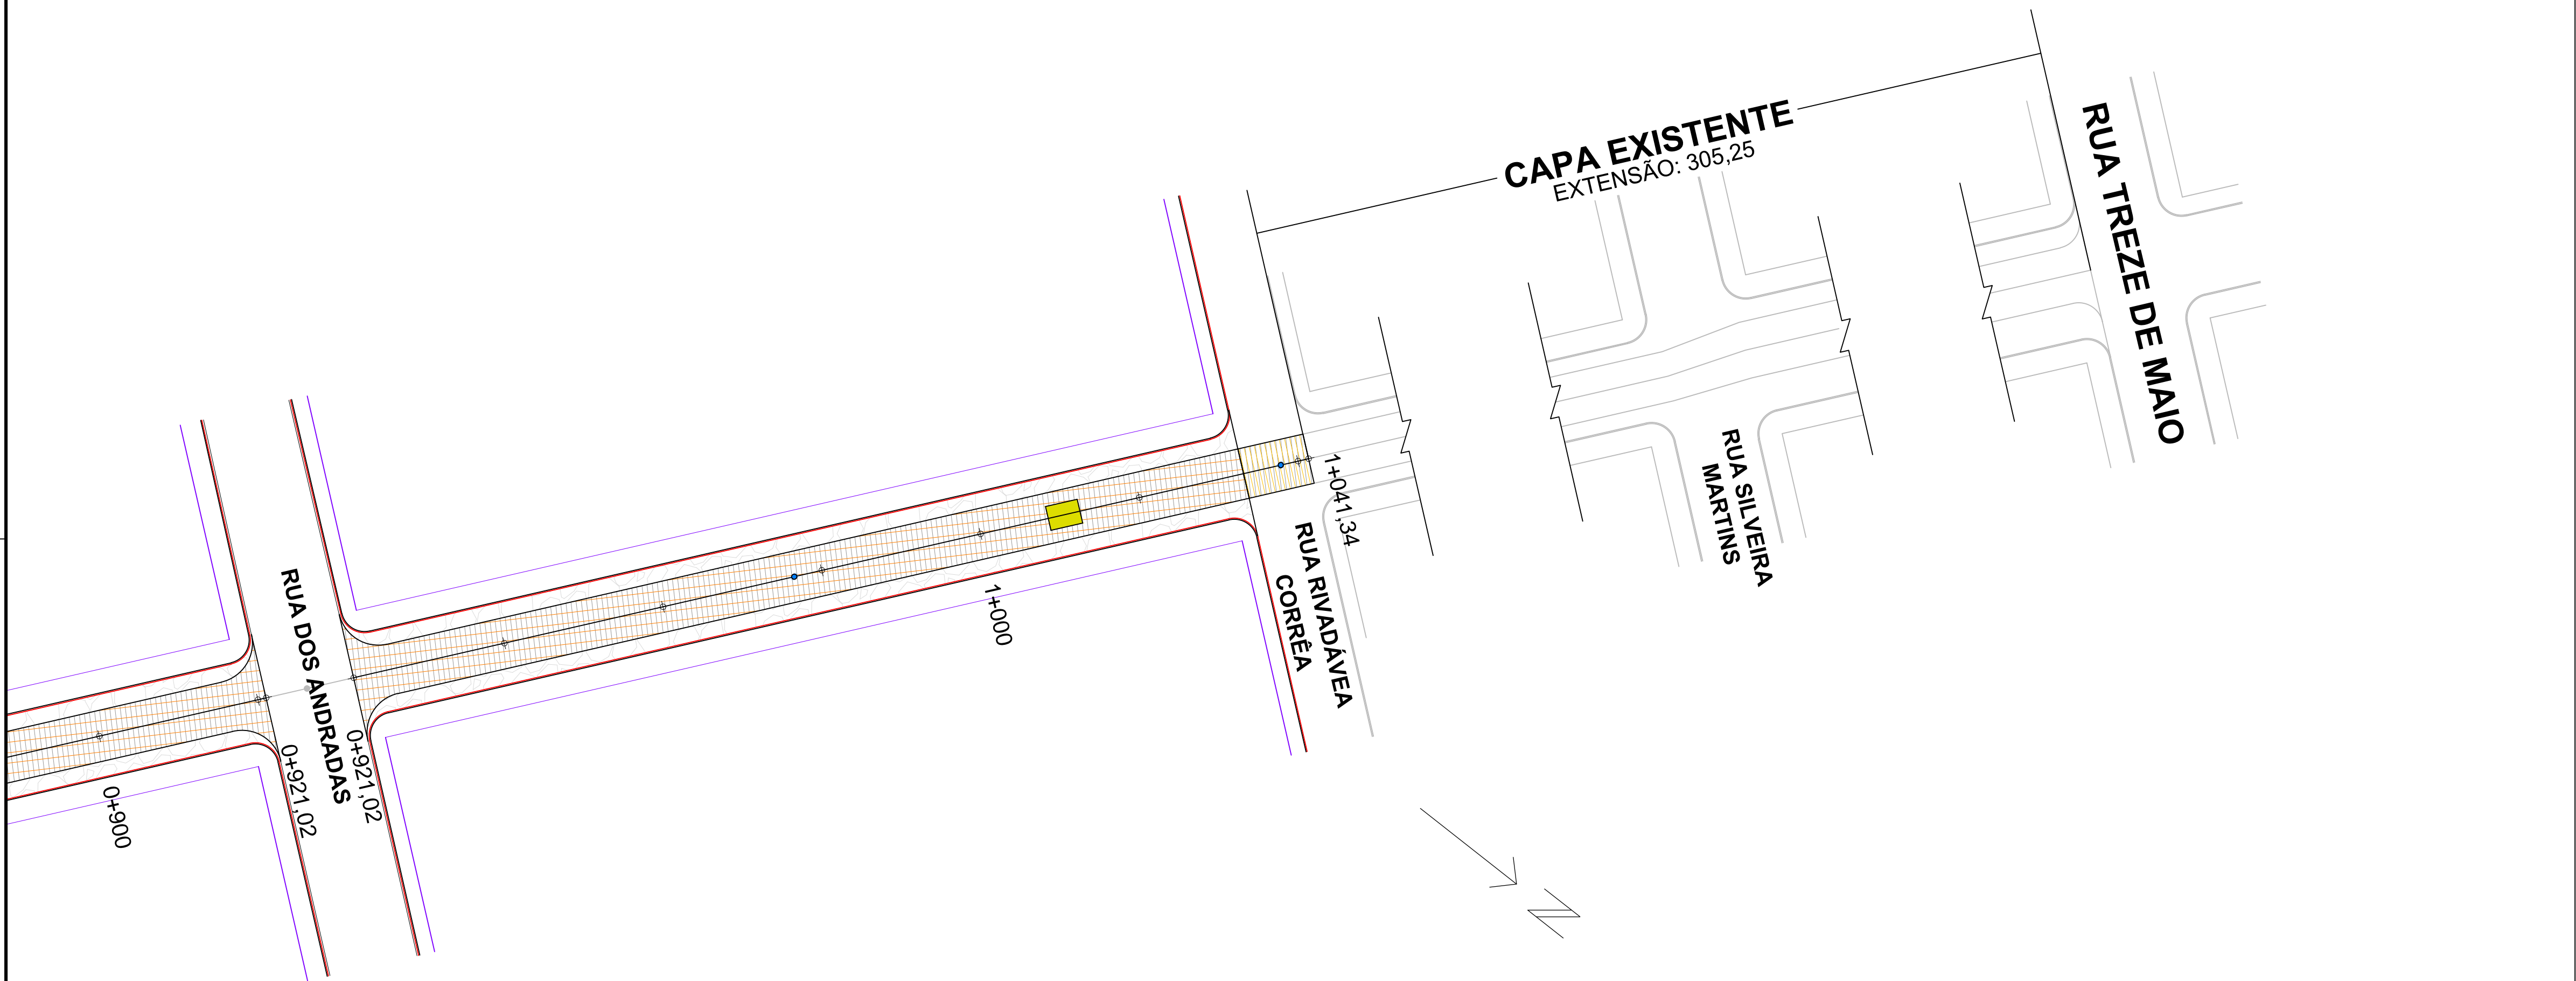 CAPA EXISTENTE
EXTENSÃO: 305,25
RUA TREZE DE MAIO
RUA SILVEIRA
MARTINS
1+041,34
RUA RIVADÁVEA
CORRÊA
1+000
RUA DOS ANDRADAS
0+921,02
0+921,02
0+900
N